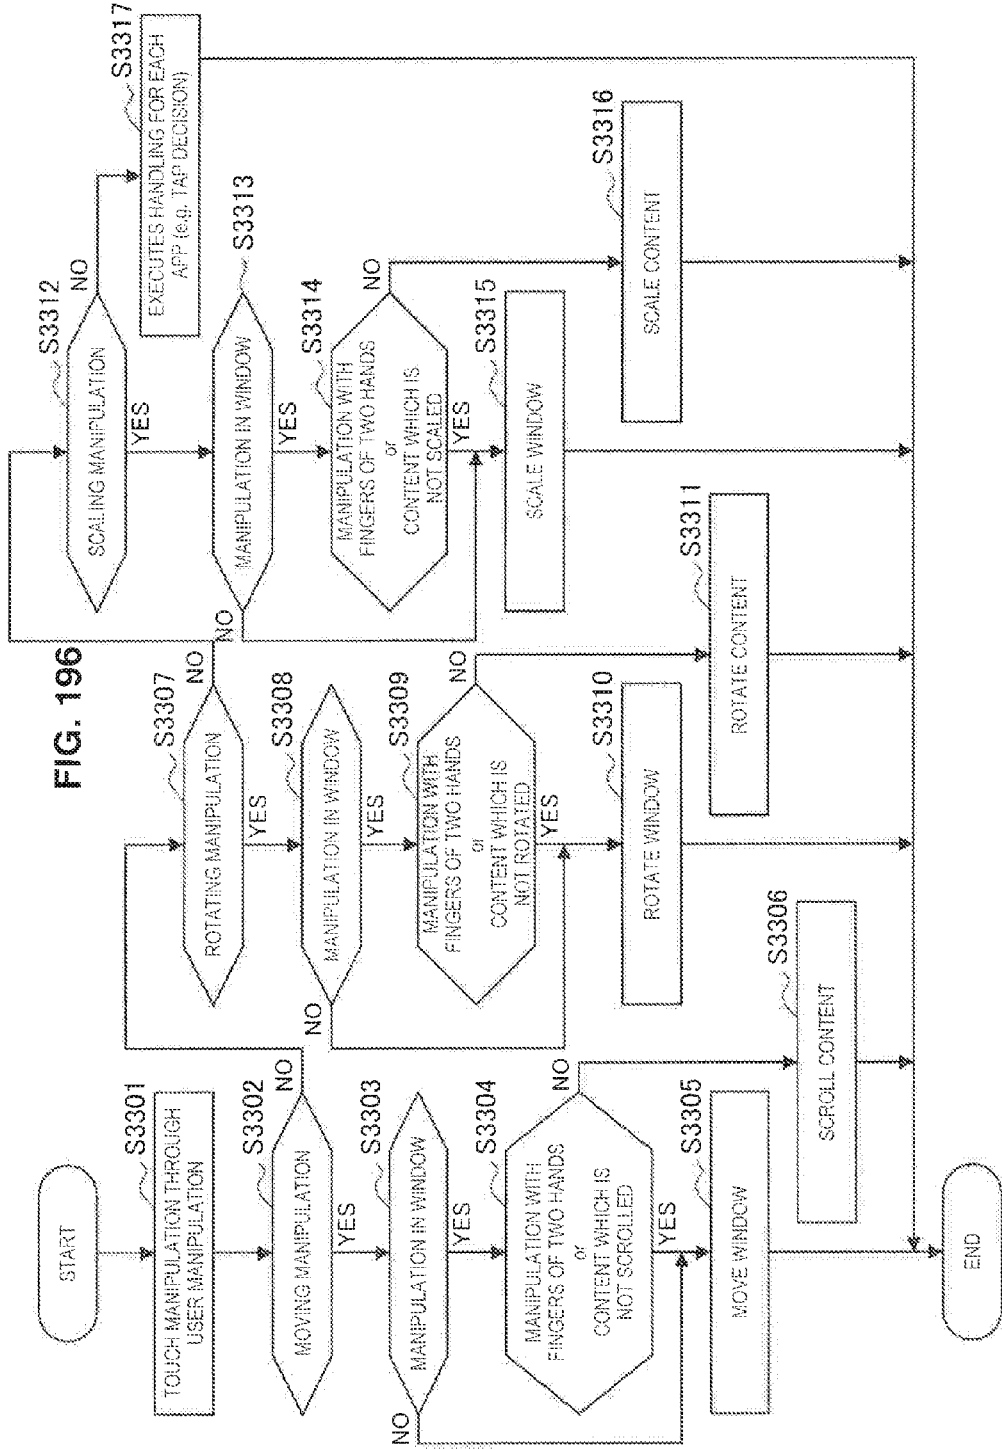 FIG. 196
START
S3301
TOUCH MANIPULATION THROUGH
USER MANIPULATION
S3302
MOVING MANIPULATION
NO
YES
S3303
MANIPULATION IN WINDOW
NO
YES
S3304
MANIPULATION WITH
FINGERS OF TWO HANDS
or
CONTENT WHICH IS
NOT SCROLLED
NO
YES
S3305
MOVE WINDOW
S3306
SCROLL CONTENT
END
S3307
ROTATING MANIPULATION
NO
YES
S3308
MANIPULATION IN WINDOW
NO
YES
S3309
MANIPULATION WITH
FINGERS OF TWO HANDS
or
CONTENT WHICH IS
NOT ROTATED
NO
YES
S3310
ROTATE WINDOW
S3311
ROTATE CONTENT
S3312
SCALING MANIPULATION
NO
YES
S3313
MANIPULATION IN WINDOW
NO
YES
S3314
MANIPULATION WITH
FINGERS OF TWO HANDS
or
CONTENT WHICH IS
NOT SCALED
NO
YES
S3315
SCALE WINDOW
S3316
SCALE CONTENT
S3317
EXECUTES HANDLING FOR EACH
APP (e.g. TAP DECISION)